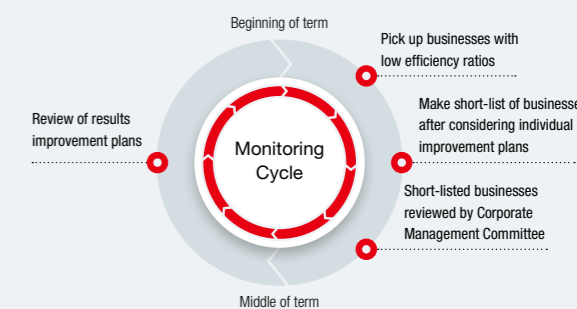 Beginning of term
Pick up businesses with
low efficiency ratios
Make short-list of businesse
after considering individual
improvement plans
Short-listed businesses
reviewed by Corporate
Management Committee
Middle of term
Review of results
improvement plans
Monitoring
Cycle